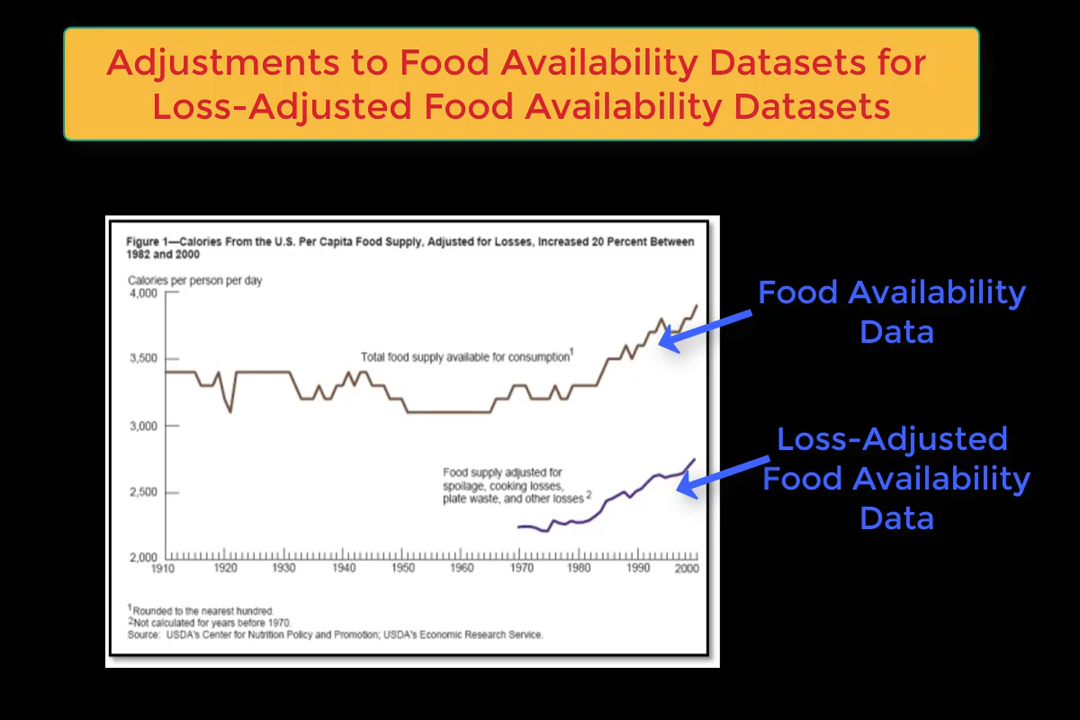 Adjustments to Food Availability Datasets for
Loss-Adjusted Food Availability Datasets
Figure 1—Calories From the U.S. Per Capita Food Supply, Adjusted for Losses, Increased 20 Percent Between
1982 and 2000
Calories per person per day
4,000
3,500
3,000
2,500
2,000
Total food supply available for consumption1
Food supply adjusted for
spoilage, cooking losses,
plate waste, and other losses 2
1910 1920 1930 1940 1950 1960 1970 1980 1990 2000
1Rounded to the nearest hundred.
2Not calculated for years before 1970.
Source: USDA's Center for Nutrition Policy and Promotion; USDA's Economic Research Service.
Food Availability
Data
Loss-Adjusted
Food Availability
Data